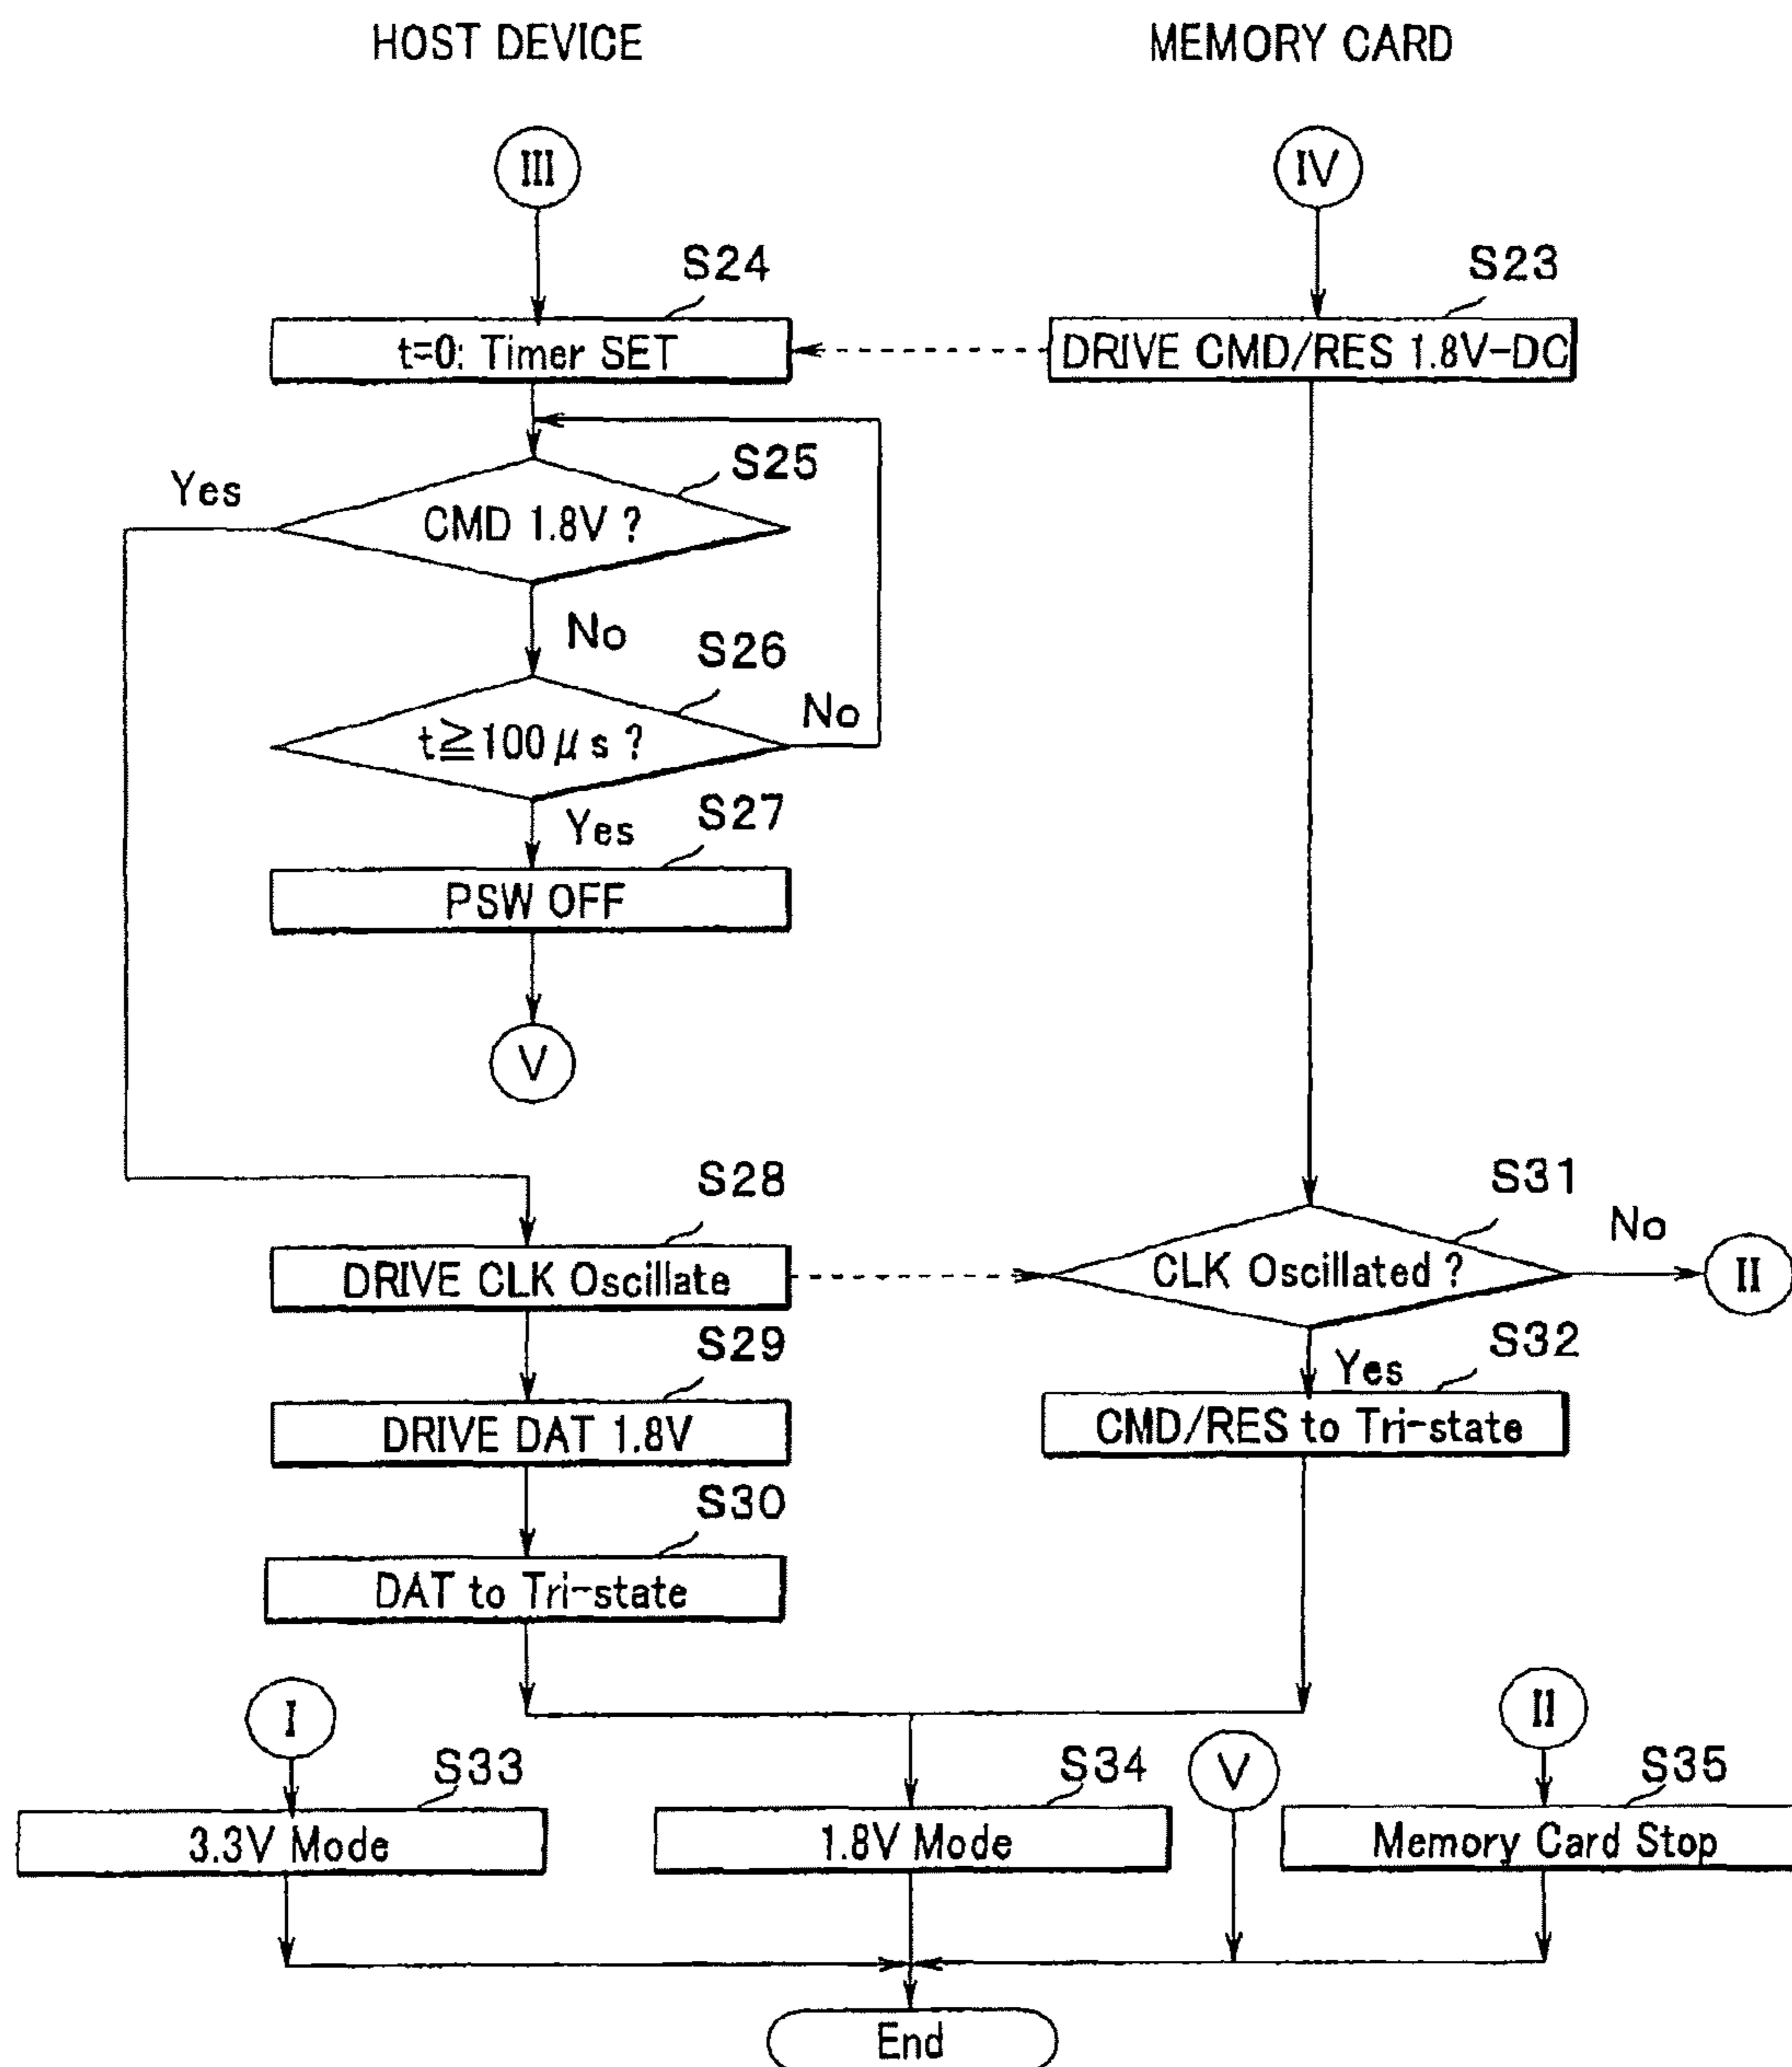 HOST DEVICE
MEMORY CARD
III
IV
S24
S23
t=0: Timer SET
DRIVE CMD/RES 1.8V-DC
S25
Yes
CMD 1.8V ?
No
S26
No
t≧100μs ?
S27
Yes
PSW OFF
V
S28
S31
No
DRIVE CLK Oscillate
CLK Oscillated ?
II
S29
S32
Yes
DRIVE DAT 1.8V
CMD/RES to Tri-state
S30
DAT to Tri-state
I
II
S33
S34
V
S35
3.3V Mode
1.8V Mode
Memory Card Stop
End